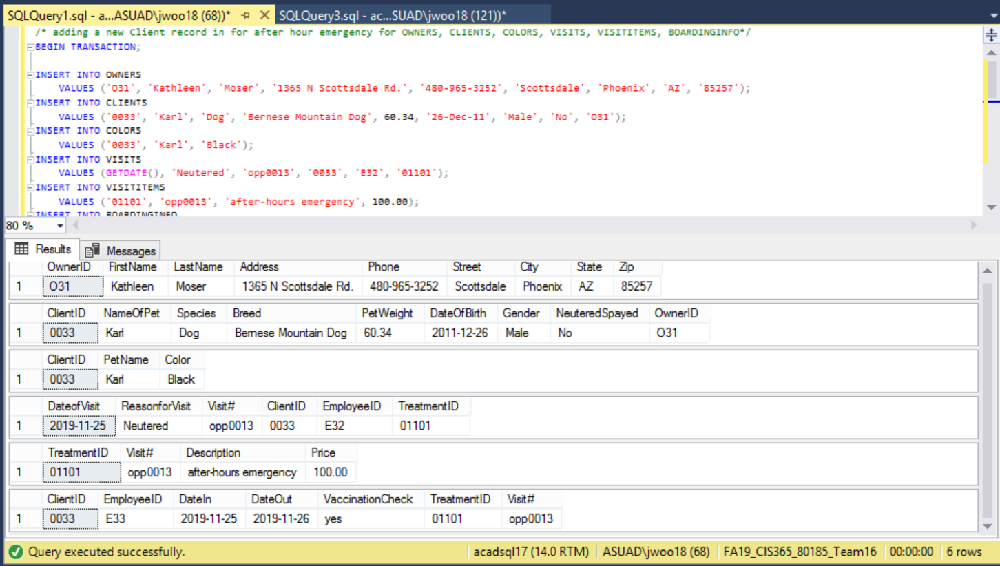 SQLQuery1.sql - a...ASUAD\jwoo18 (68))* SQLQuery3.sql - ac...SUAD\jwoo18 (121))*
/* adding a new Client record in for after hour emergency for OWNERS, CLIENTS, COLORS, VISITS, VISITITEMS, BOARDINGINFO*/
BEGIN TRANSACTION;
INSERT INTO OWNERS
VALUES ('O31', 'Kathleen', 'Moser', '1365 N Scottsdale Rd.', '480-965-3252', 'Scottsdale', 'Phoenix', 'AZ', '85257');
INSERT INTO CLIENTS
VALUES ('0033', 'Karl', 'Dog', 'Bernese Mountain Dog', 60.34, '26-Dec-11', 'Male', 'No', 'O31');
INSERT INTO COLORS
VALUES ('0033', 'Karl', 'Black');
INSERT INTO VISITS
VALUES (GETDATE(), 'Neutered', 'opp0013', '0033', 'E32', '01101');
INSERT INTO VISITITEMS
VALUES ('01101', 'opp0013', 'after-hours emergency', 100.00);
INSERT INTO BOARDINGINFO
80 %
Results Messages
OwnerID FirstName LastName Address Phone Street City State Zip
1 O31 Kathleen Moser 1365 N Scottsdale Rd. 480-965-3252 Scottsdale Phoenix AZ 85257
ClientID NameOfPet Species Breed PetWeight DateOfBirth Gender NeuteredSpayed OwnerID
1 0033 Karl Dog Bernese Mountain Dog 60.34 2011-12-26 Male No O31
ClientID PetName Color
1 0033 Karl Black
DateofVisit ReasonforVisit Visit# ClientID EmployeeID TreatmentID
1 2019-11-25 Neutered opp0013 0033 E32 01101
TreatmentID Visit# Description Price
1 01101 opp0013 after-hours emergency 100.00
ClientID EmployeeID DateIn DateOut VaccinationCheck TreatmentID Visit#
1 0033 E33 2019-11-25 2019-11-26 yes 01101 opp0013
Query executed successfully. acadsql17 (14.0 RTM) ASUAD\jwoo18 (68) FA19_CIS365_80185_Team16 00:00:00 6 rows